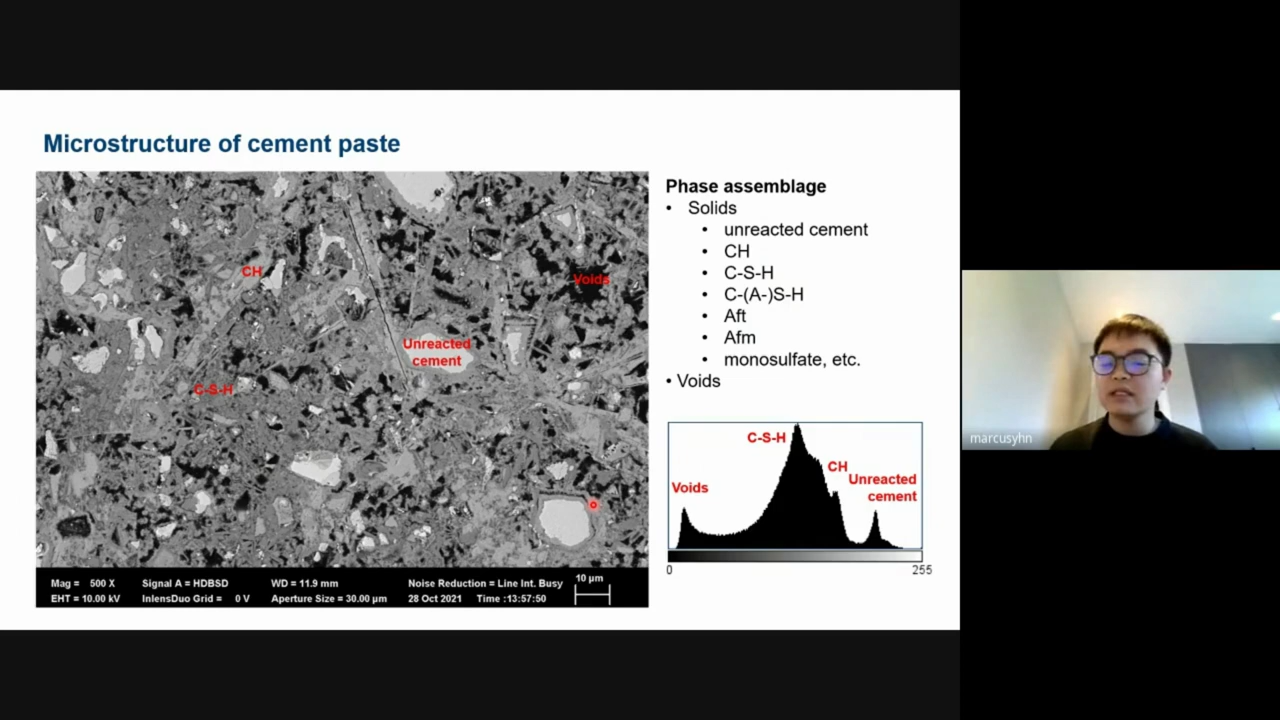 Microstructure of cement paste
CH
Voids
Unreacted
cement
C-S-H
Mag = 500 X Signal A = HDBSD WD = 11.9 mm Noise Reduction = Line Int. Busy 10 µm
EHT = 10.00 kV InlensDuo Grid = 0 V Aperture Size = 30.00 µm 28 Oct 2021 Time :13:57:50
Phase assemblage
• Solids
• unreacted cement
• CH
• C-S-H
• C-(A-)S-H
• Aft
• Afm
• monosulfate, etc.
• Voids
C-S-H
CH
Unreacted
cement
Voids
0 255
marcusyhn